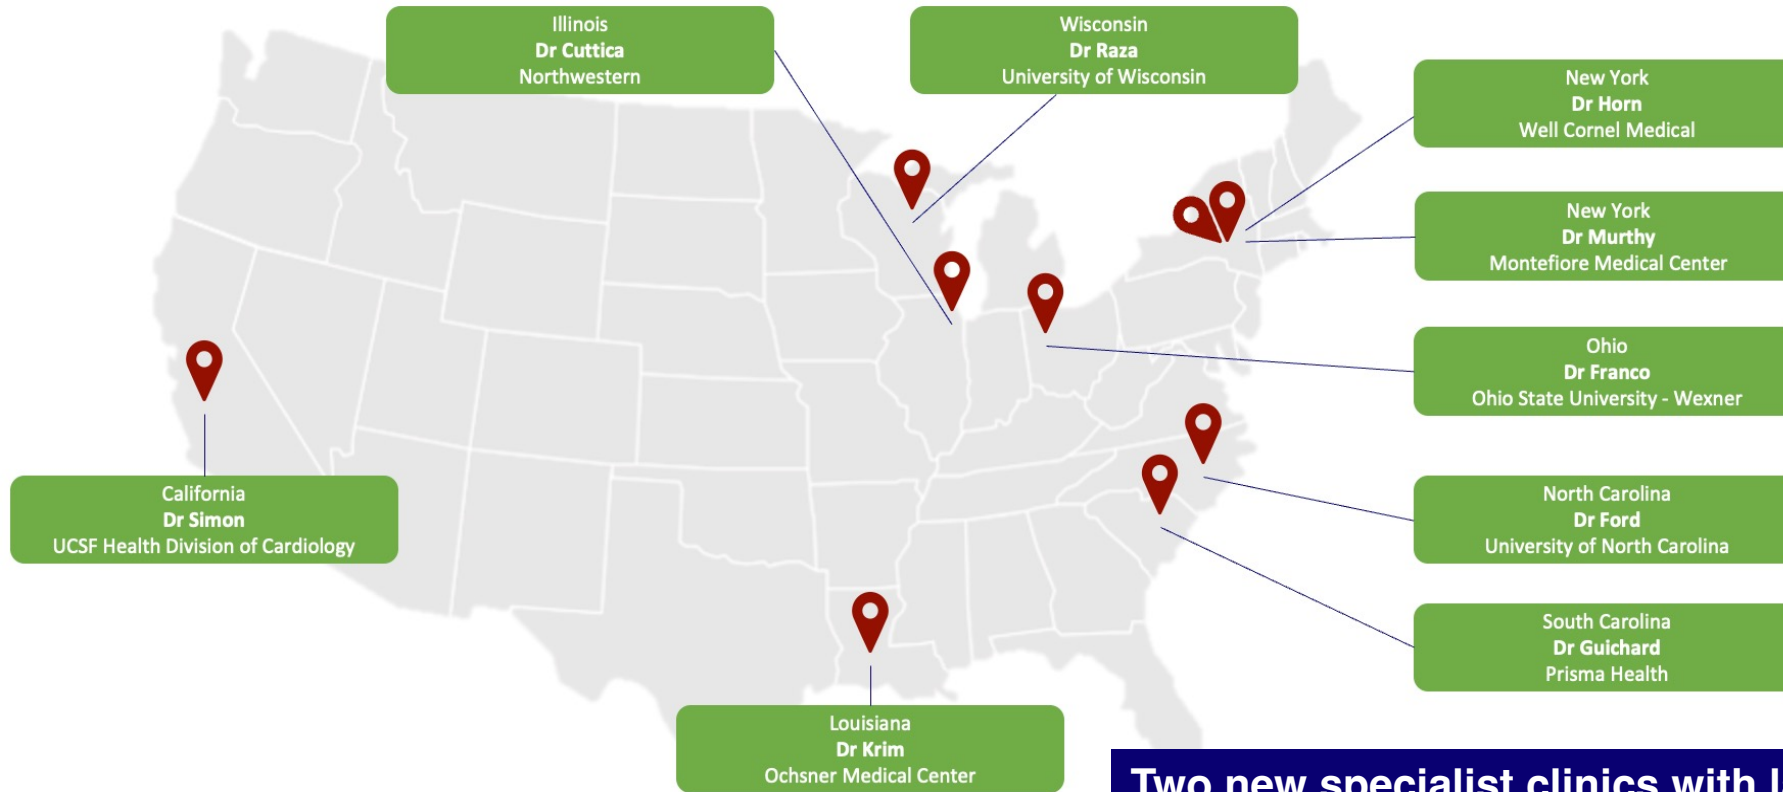 Illinois
Dr Cuttica
Northwestern
Wisconsin
Dr Raza
University of Wisconsin
New York
Dr Horn
Well Cornel Medical
New York
Dr Murthy
Montefiore Medical Center
Ohio
Dr Franco
Ohio State University - Wexner
North Carolina
Dr Ford
University of North Carolina
South Carolina
Dr Guichard
Prisma Health
California
Dr Simon
UCSF Health Division of Cardiology
Louisiana
Dr Krim
Ochsner Medical Center
Two new specialist clinics with